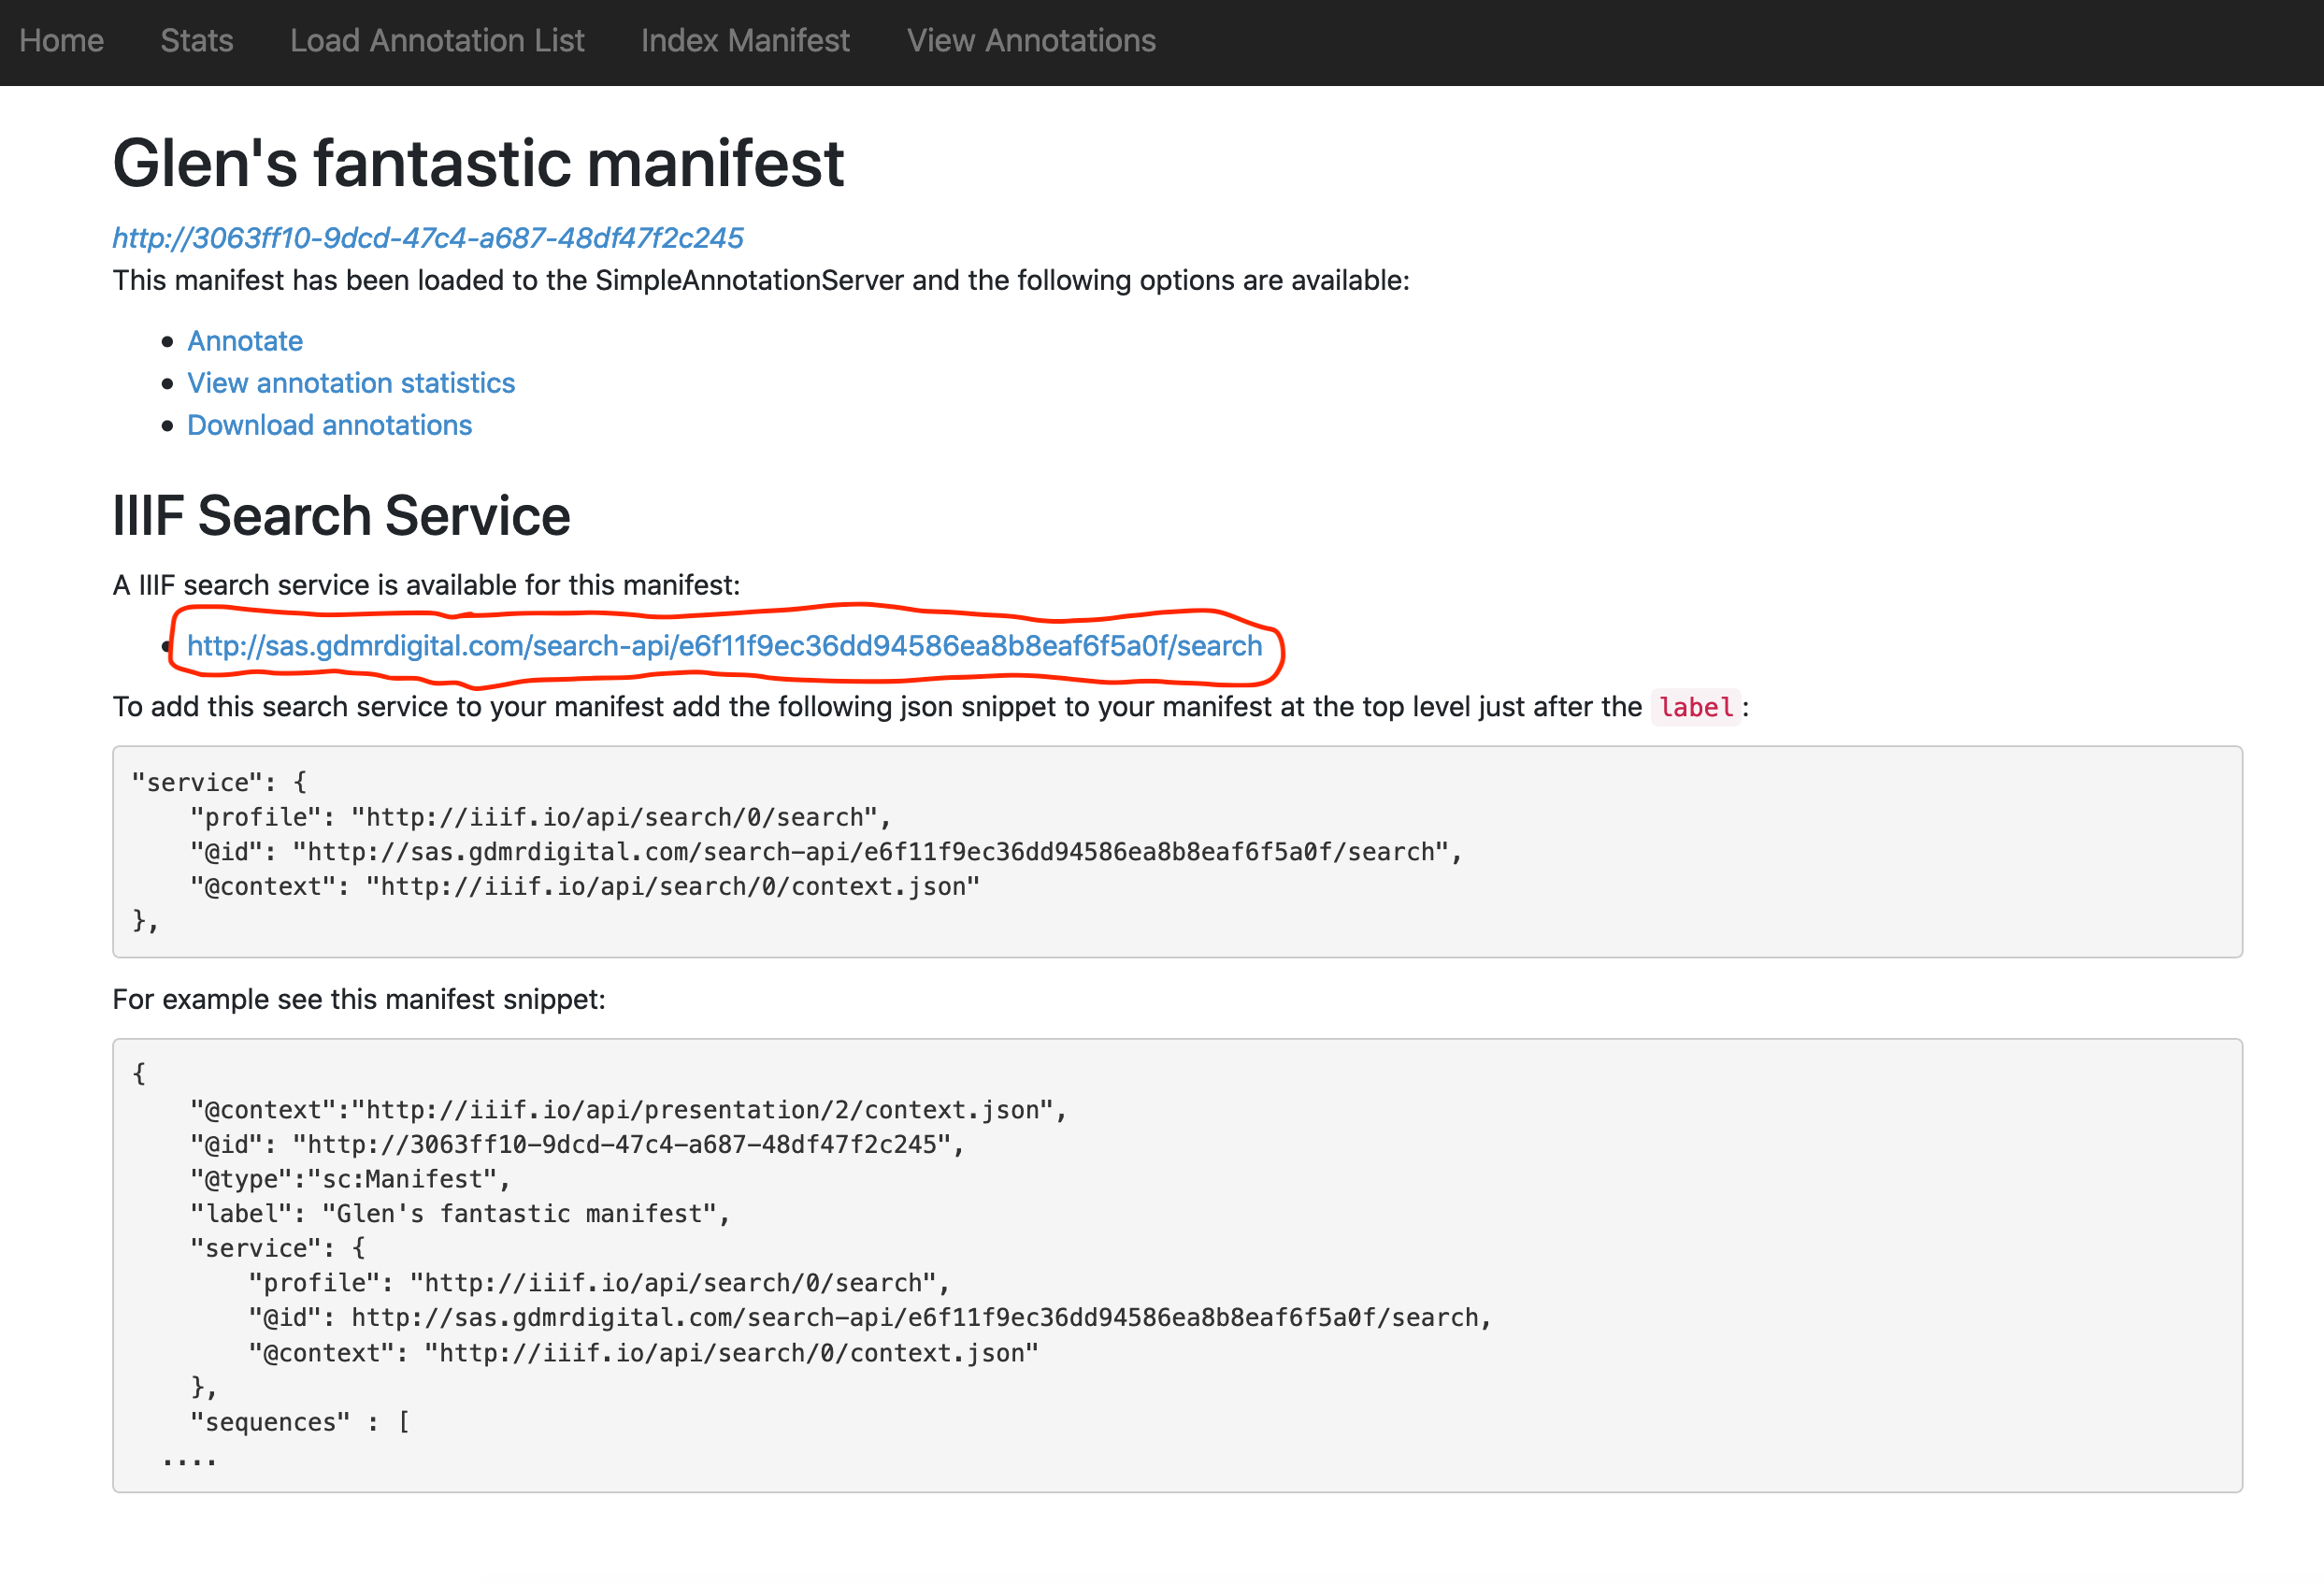 Home Stats Load Annotation List Index Manifest View Annotations
Glen's fantastic manifest
http://3063ff10-9dcd-47c4-a687-48df47f2c245
This manifest has been loaded to the SimpleAnnotationServer and the following options are available:
• Annotate
• View annotation statistics
• Download annotations
IIIF Search Service
A IIIF search service is available for this manifest:
• http://sas.gdmrdigital.com/search-api/e6f11f9ec36dd94586ea8b8eaf6f5a0f/search
To add this search service to your manifest add the following json snippet to your manifest at the top level just after the label:
"service": {
    "profile": "http://iiif.io/api/search/0/search",
    "@id": "http://sas.gdmrdigital.com/search-api/e6f11f9ec36dd94586ea8b8eaf6f5a0f/search",
    "@context": "http://iiif.io/api/search/0/context.json"
},
For example see this manifest snippet:
{
    "@context":"http://iiif.io/api/presentation/2/context.json",
    "@id": "http://3063ff10-9dcd-47c4-a687-48df47f2c245",
    "@type":"sc:Manifest",
    "label": "Glen's fantastic manifest",
    "service": {
        "profile": "http://iiif.io/api/search/0/search",
        "@id": http://sas.gdmrdigital.com/search-api/e6f11f9ec36dd94586ea8b8eaf6f5a0f/search,
        "@context": "http://iiif.io/api/search/0/context.json"
    },
    "sequences" : [
  ....